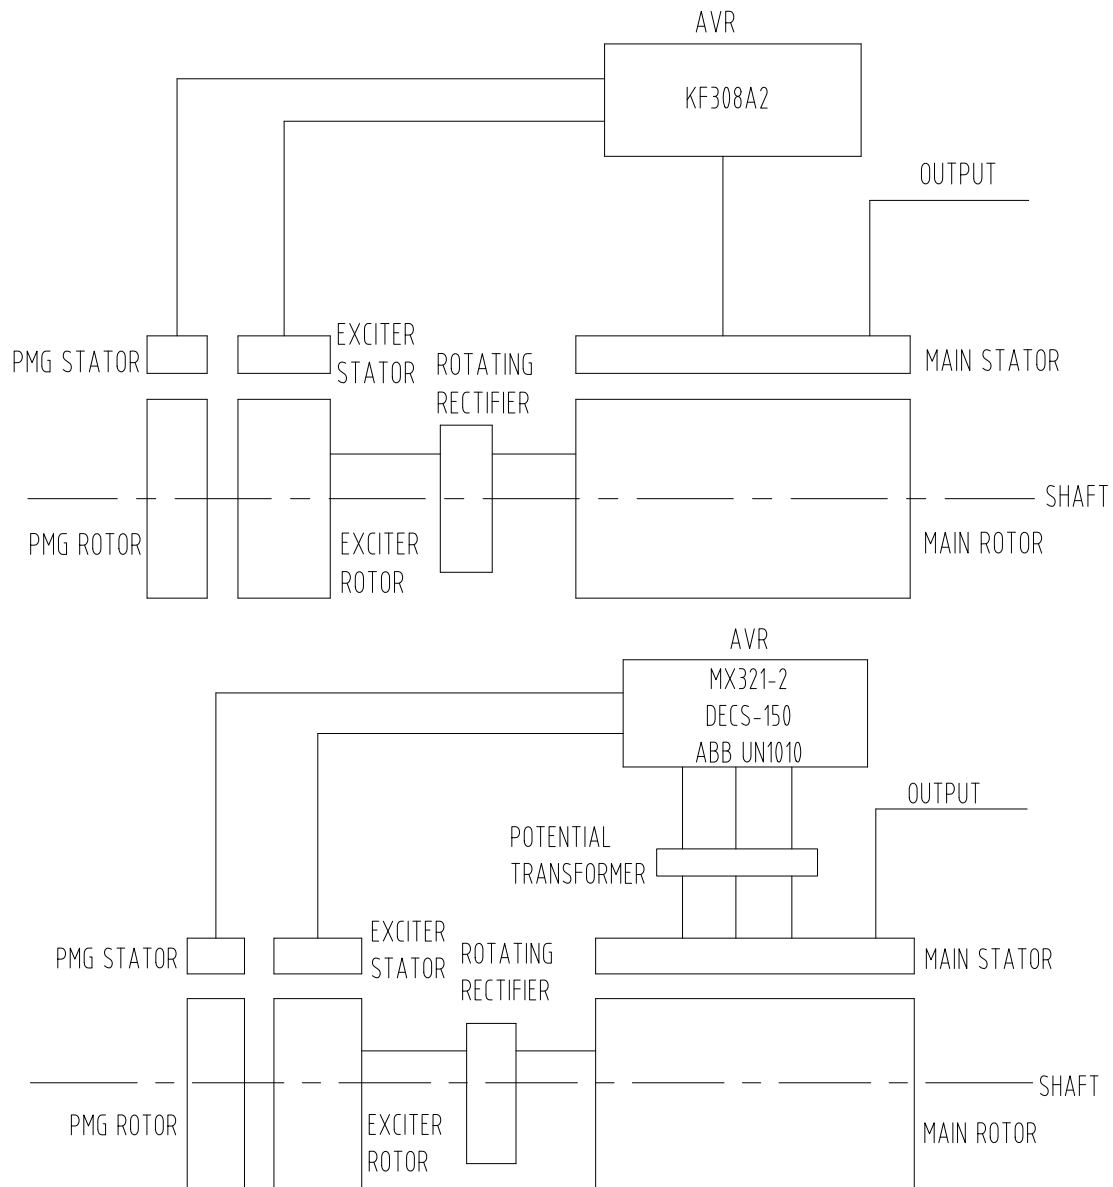 AVR
KF308A2
OUTPUT
EXCITER
STATOR
PMG STATOR
ROTATING
RECTIFIER
MAIN STATOR
SHAFT
PMG ROTOR
EXCITER
ROTOR
MAIN ROTOR
AVR
MX321-2
DECS-150
ABB UN1010
OUTPUT
POTENTIAL
TRANSFORMER
EXCITER
STATOR
PMG STATOR
ROTATING
RECTIFIER
MAIN STATOR
SHAFT
PMG ROTOR
EXCITER
ROTOR
MAIN ROTOR